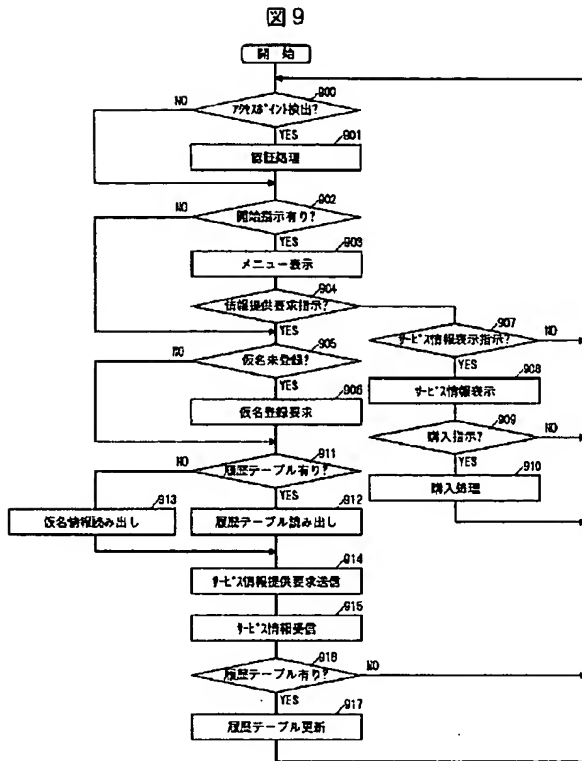 図9
開始
900
NO
アクセスポイント検出?
YES
901
認証処理
902
NO
開始指示有り?
YES
903
メニュー表示
904
情報提供要求指示?
YES
905
NO
仮名未登録?
YES
906
仮名登録要求
907
サービス情報表示指示?
NO
YES
908
サービス情報表示
909
購入指示?
NO
YES
910
購入処理
911
NO
履歴テーブル有り?
YES
913
仮名情報読み出し
912
履歴テーブル読み出し
914
サービス情報提供要求送信
915
サービス情報受信
916
履歴テーブル有り?
NO
YES
917
履歴テーブル更新